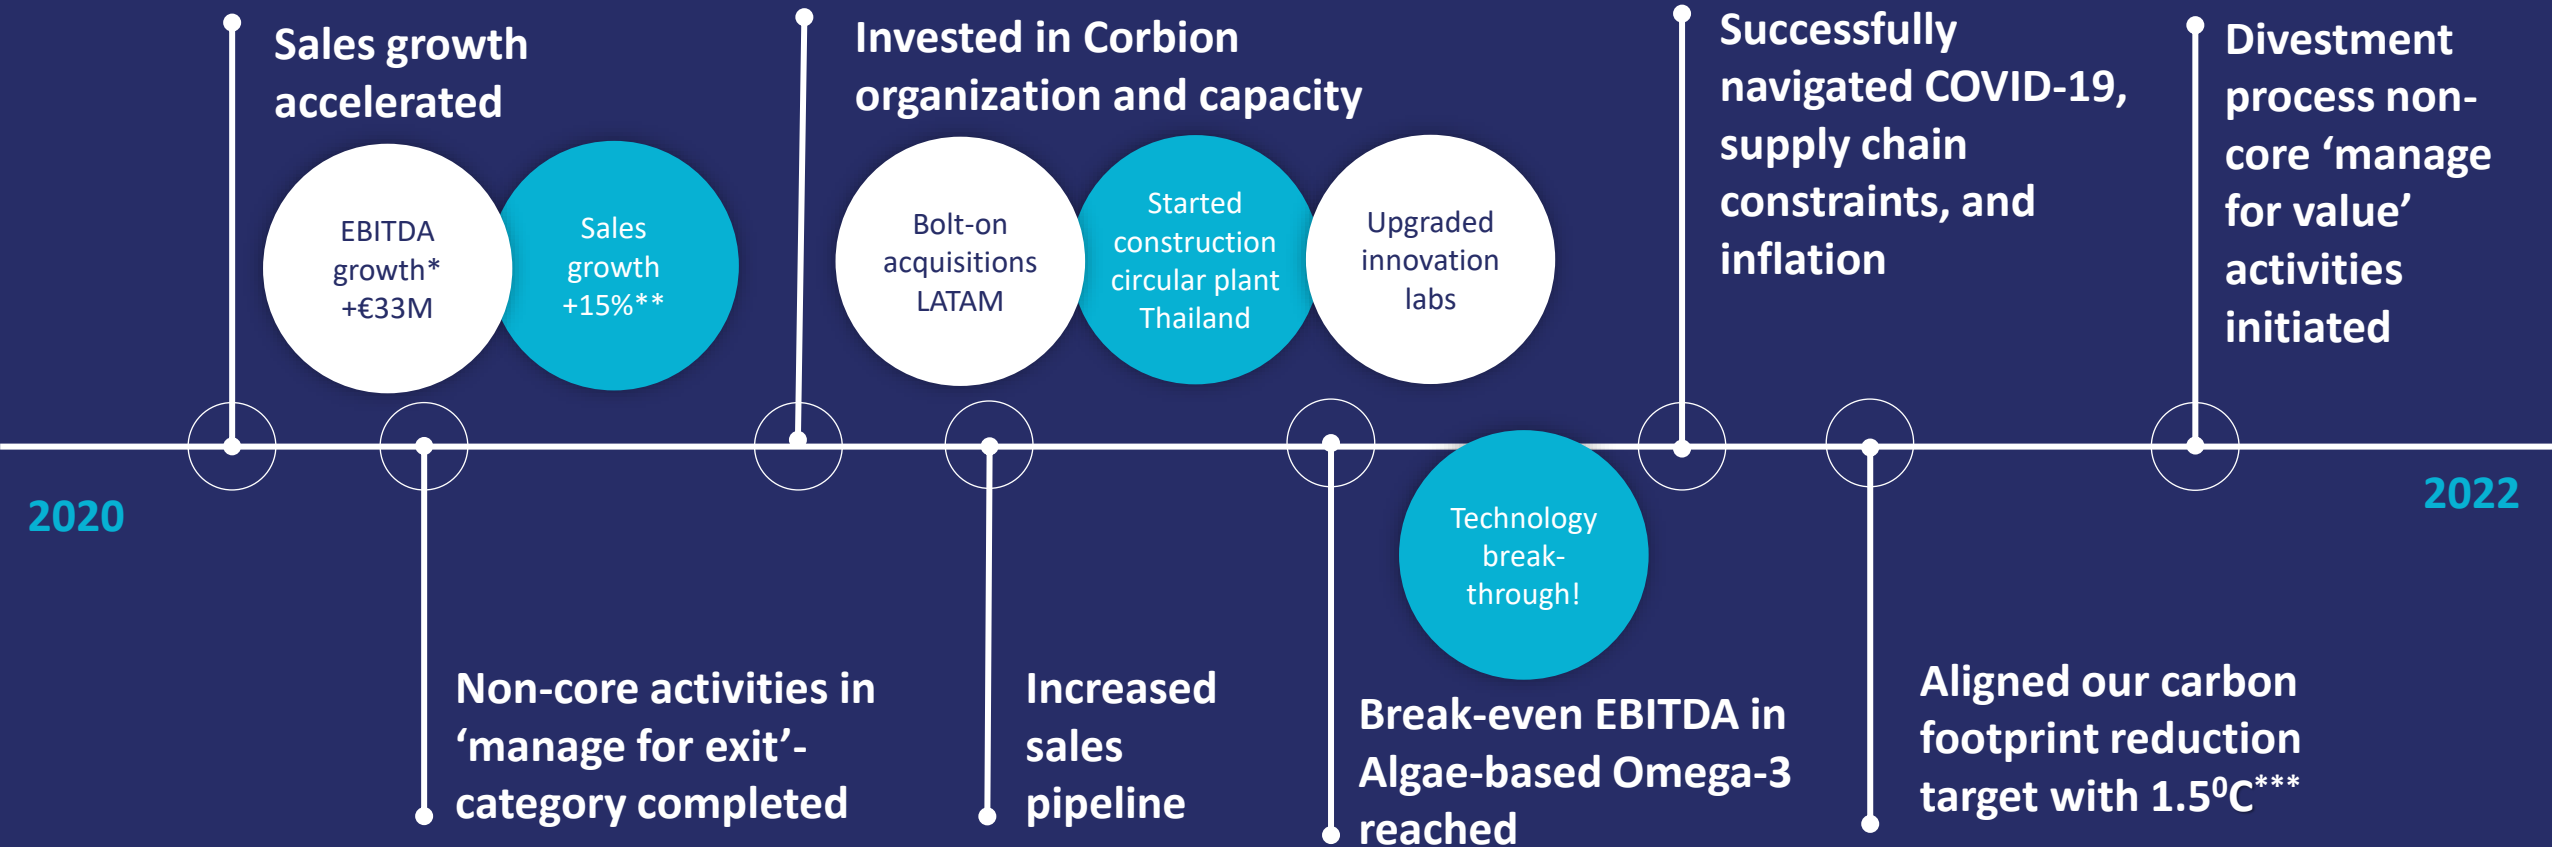 Sales growth
accelerated
EBITDA
growth*
+€33M
Sales
growth
+15%**
Invested in Corbion
organization and capacity
Bolt-on
acquisitions
LATAM
Started
construction
circular plant
Thailand
Upgraded
innovation
labs
Successfully
navigated COVID-19,
supply chain
constraints, and
inflation
Divestment
process non-
core ‘manage
for value’
activities
initiated
2020
2022
Non-core activities in
‘manage for exit’-
category completed
Increased
sales
pipeline
Technology
break-
through!
Break-even EBITDA in
Algae-based Omega-3
reached
Aligned our carbon
footprint reduction
target with 1.5⁰C***